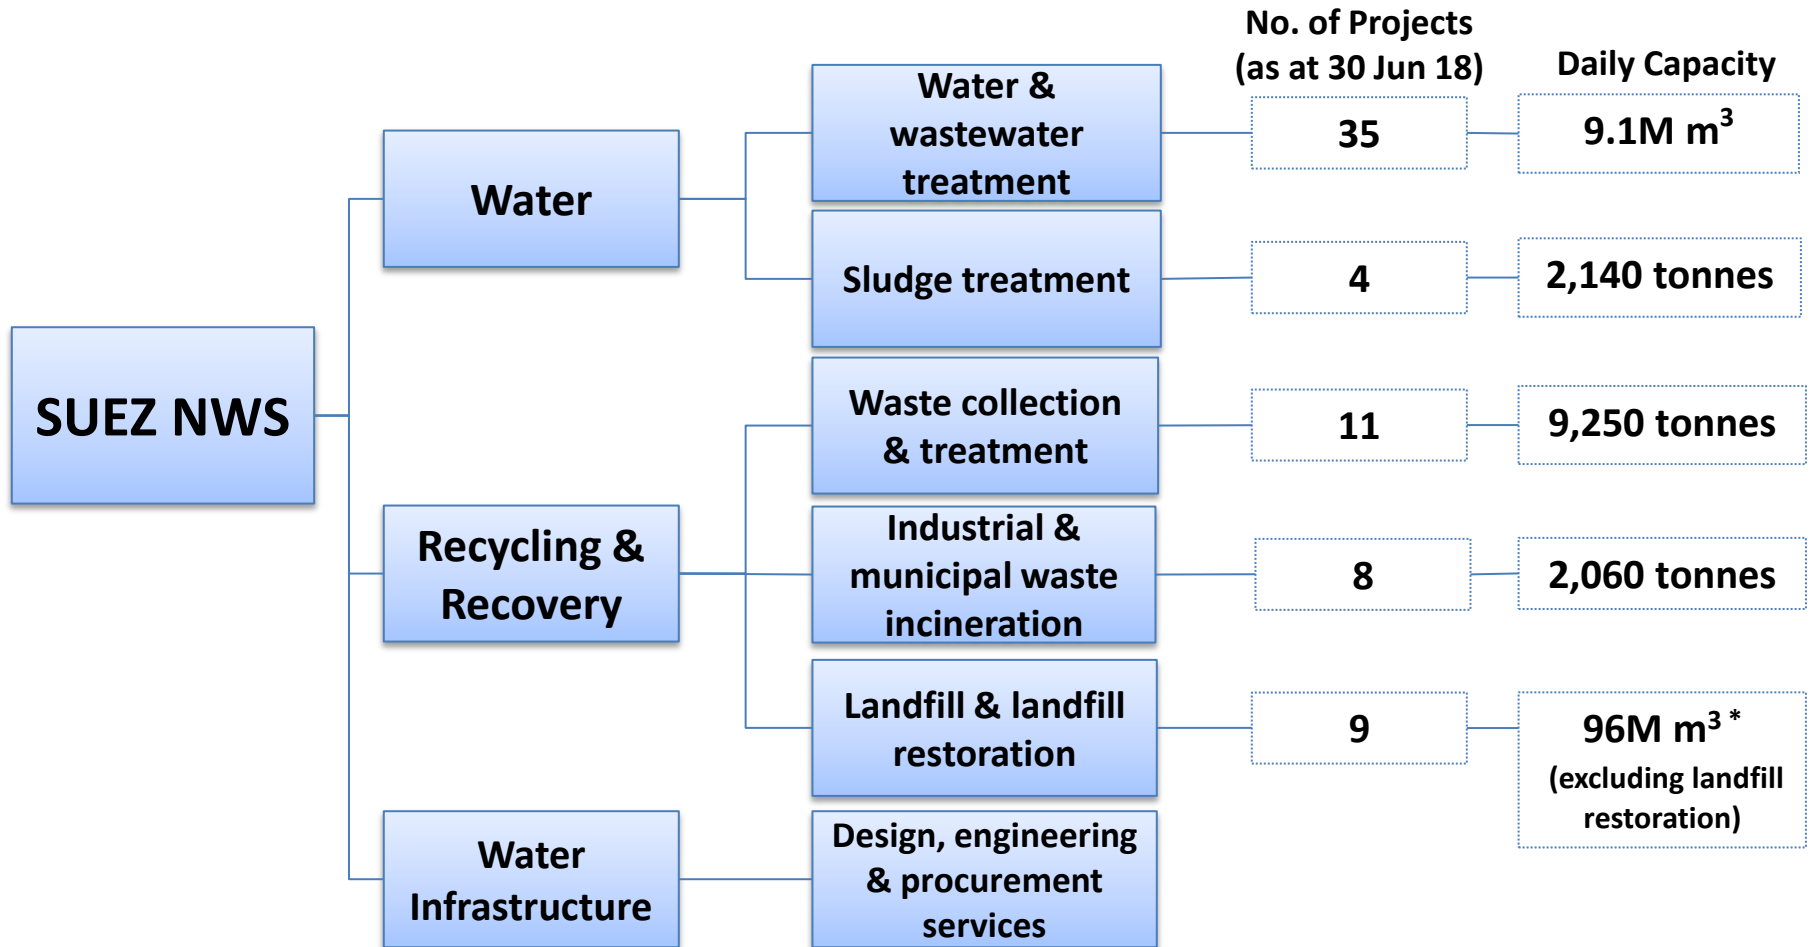 No. of Projects
(as at 30 Jun 18)
Daily Capacity
SUEZ NWS
Water
Water &
wastewater
treatment
35
9.1M m³
Sludge treatment
4
2,140 tonnes
Recycling &
Recovery
Waste collection
& treatment
11
9,250 tonnes
Industrial &
municipal waste
incineration
8
2,060 tonnes
Landfill & landfill
restoration
9
96M m³ *
(excluding landfill
restoration)
Water
Infrastructure
Design, engineering
& procurement
services